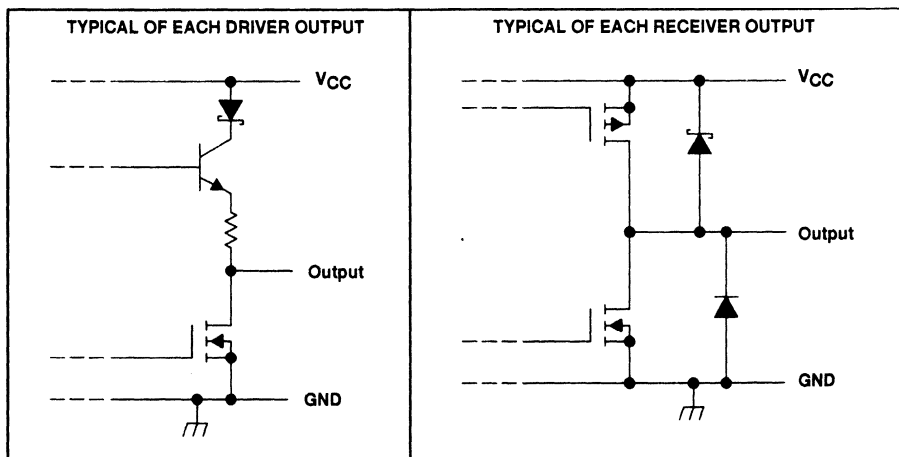 TYPICAL OF EACH DRIVER OUTPUT
VCC
Output
GND
TYPICAL OF EACH RECEIVER OUTPUT
VCC
Output
GND